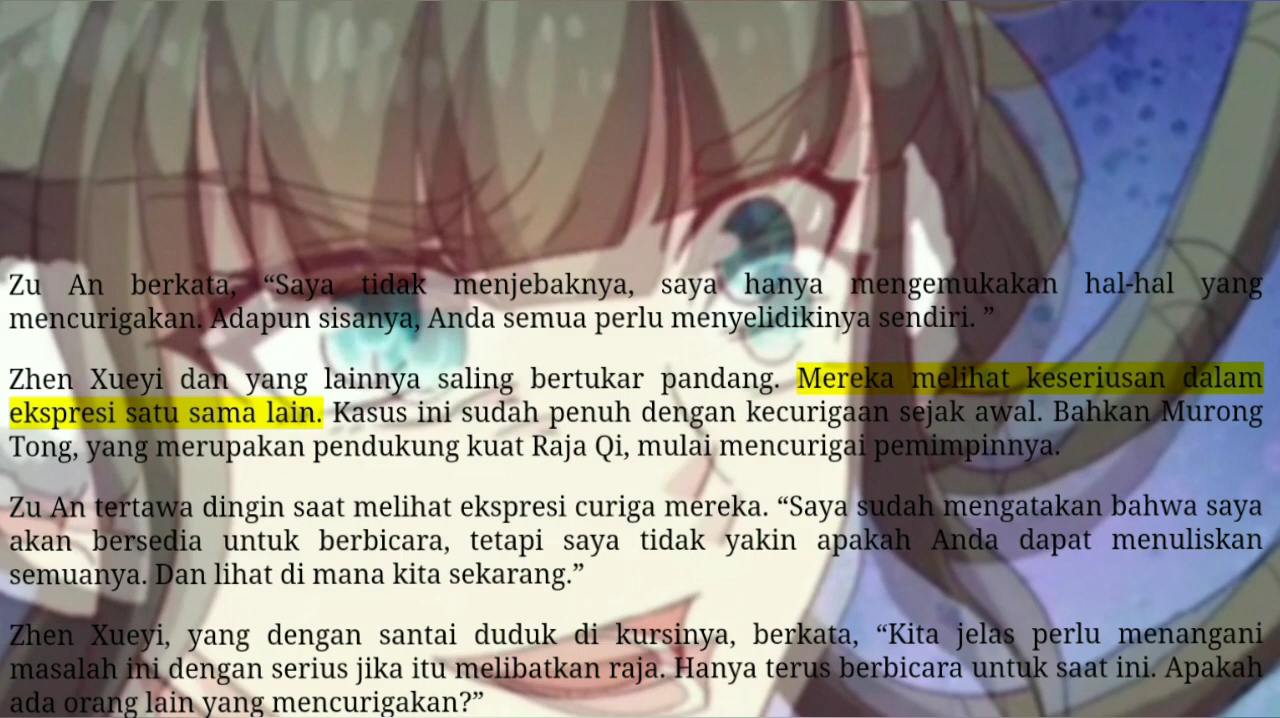 Zu An berkata, “Saya tidak menjebaknya, saya hanya mengemukakan hal-hal yang
mencurigakan. Adapun sisanya, Anda semua perlu menyelidikinya sendiri. ”
Zhen Xueyi dan yang lainnya saling bertukar pandang. Mereka melihat keseriusan dalam
ekspresi satu sama lain. Kasus ini sudah penuh dengan kecurigaan sejak awal. Bahkan Murong
Tong, yang merupakan pendukung kuat Raja Qi, mulai mencurigai pemimpinnya.
Zu An tertawa dingin saat melihat ekspresi curiga mereka. “Saya sudah mengatakan bahwa saya
akan bersedia untuk berbicara, tetapi saya tidak yakin apakah Anda dapat menuliskan
semuanya. Dan lihat di mana kita sekarang.”
Zhen Xueyi, yang dengan santai duduk di kursinya, berkata, “Kita jelas perlu menangani
masalah ini dengan serius jika itu melibatkan raja. Hanya terus berbicara untuk saat ini. Apakah
ada orang lain yang mencurigakan?”